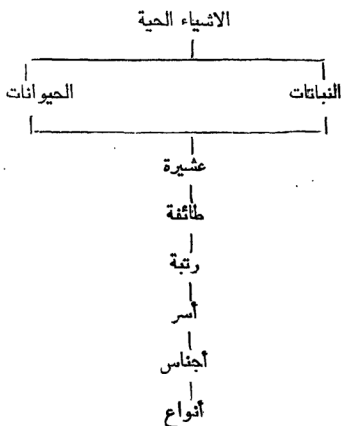 الاشياء الحية
النباتات الحيوانات
عشيرة
طائفة
رتبة
أسر
أجناس
أنواع